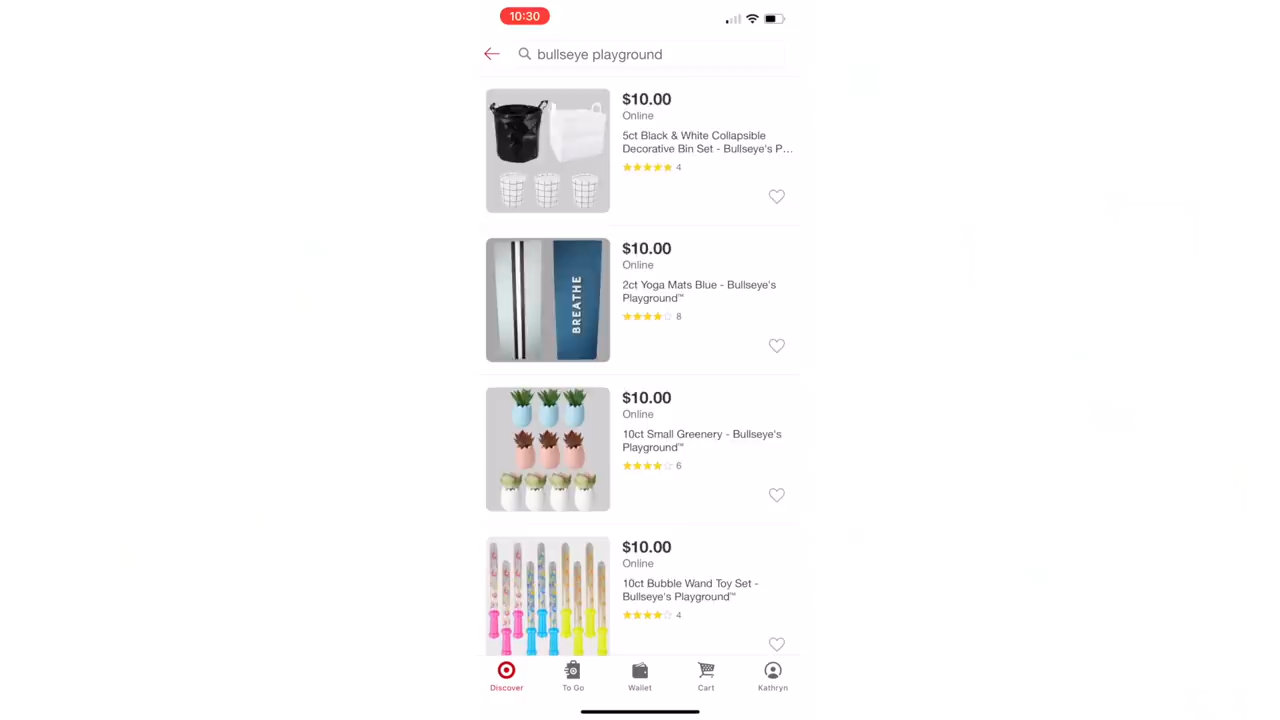 10:30
bullseye playground
$10.00
Online
5ct Black & White Collapsible
Decorative Bin Set - Bullseye's P...
4
$10.00
Online
2ct Yoga Mats Blue - Bullseye's
Playground™
8
BREATHE
$10.00
Online
10ct Small Greenery - Bullseye's
Playground™
6
$10.00
Online
10ct Bubble Wand Toy Set -
Bullseye's Playground™
4
Discover
To Go
Wallet
Cart
Kathryn